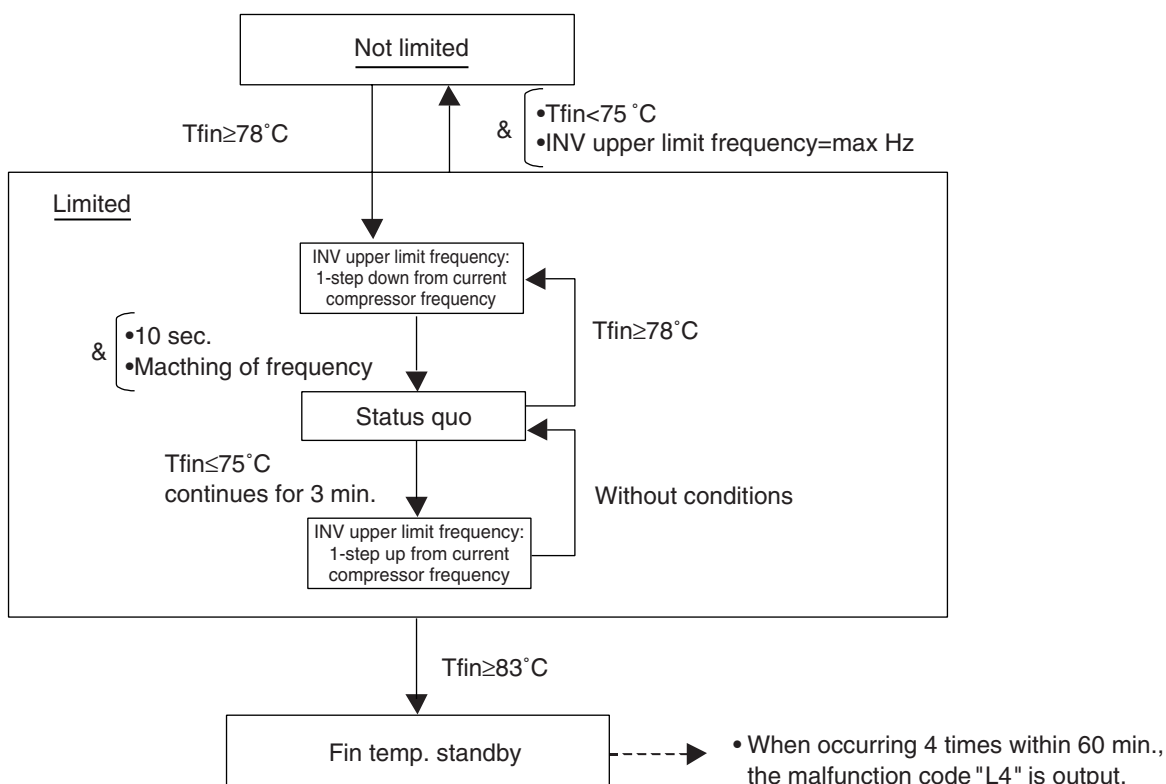 Not limited
Tfin≥78˚C
&
•Tfin<75 ˚C
•INV upper limit frequency=max Hz
Limited
INV upper limit frequency:
1-step down from current
compressor frequency
&
•10 sec.
•Macthing of frequency
Tfin≥78˚C
Status quo
Tfin≤75˚C
continues for 3 min.
Without conditions
INV upper limit frequency:
1-step up from current
compressor frequency
Tfin≥83˚C
Fin temp. standby
• When occurring 4 times within 60 min.,
the malfunction code "L4" is output.